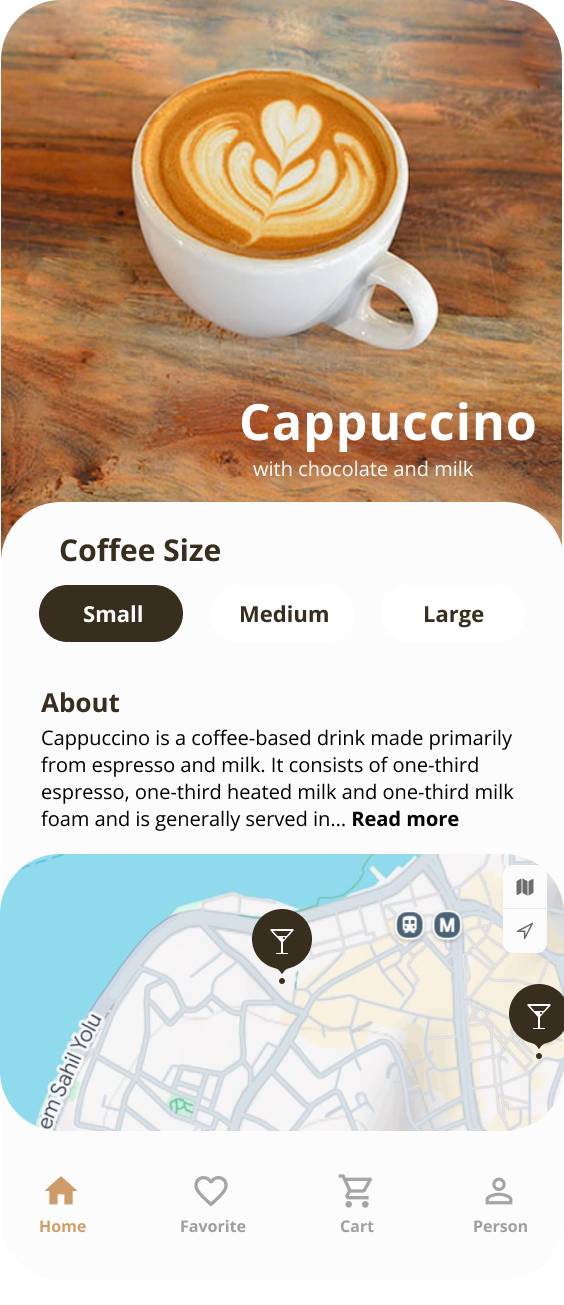 Cappuccino
with chocolate and milk
Coffee Size
Small
Medium
Large
About
Cappuccino is a coffee-based drink made primarily
from espresso and milk. It consists of one-third
espresso, one-third heated milk and one-third milk
foam and is generally served in... Read more
M
em Sahil Yolu
Home
Favorite
Cart
Person